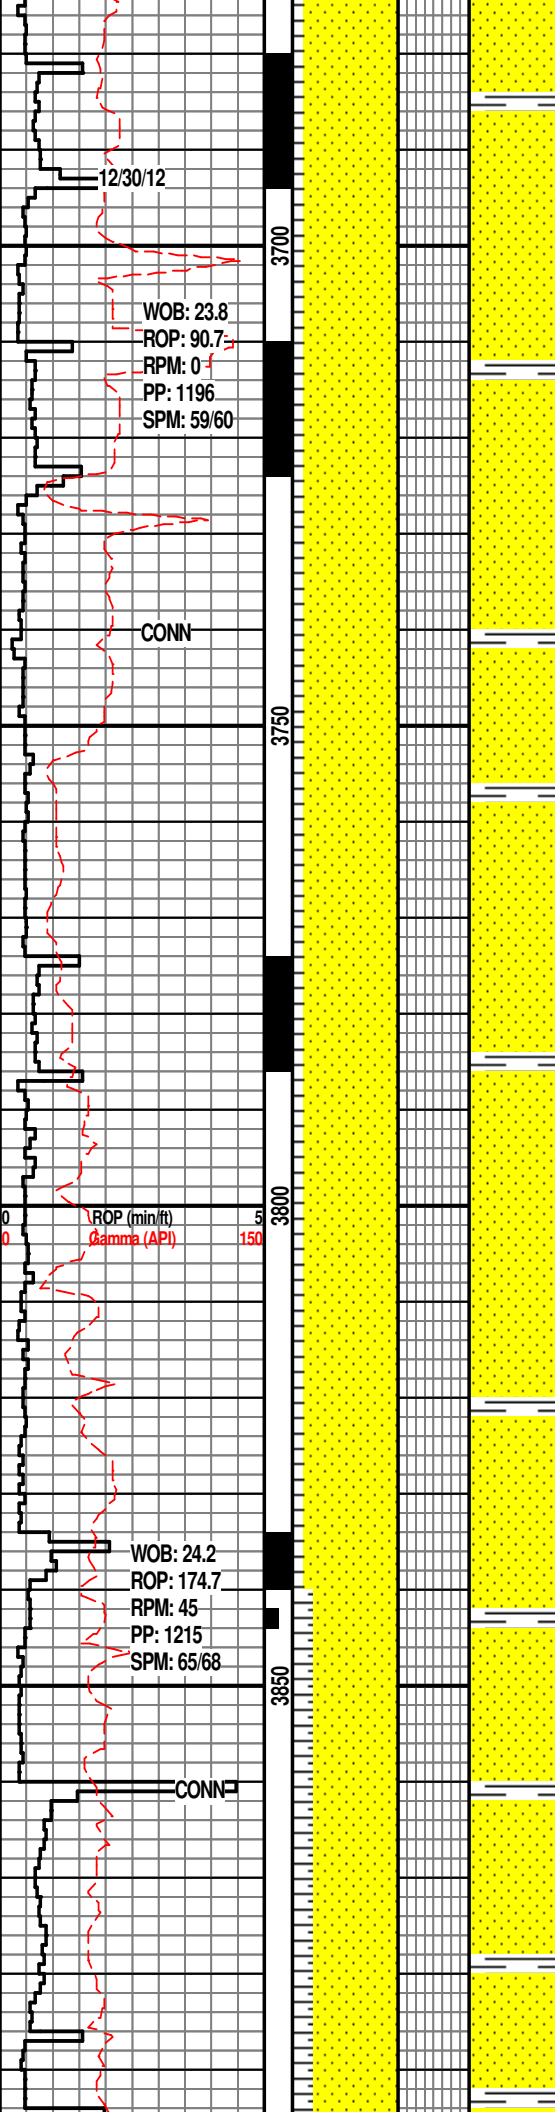 12/30/12
3700
WOB: 23.8
ROP: 90.7
RPM: 0
PP: 1196
SPM: 59/60
CONN
3750
3800
0 ROP (min/ft) 5
0 Gamma (API) 150
WOB: 24.2
ROP: 174.7
RPM: 45
PP: 1215
SPM: 65/68
3850
CONN